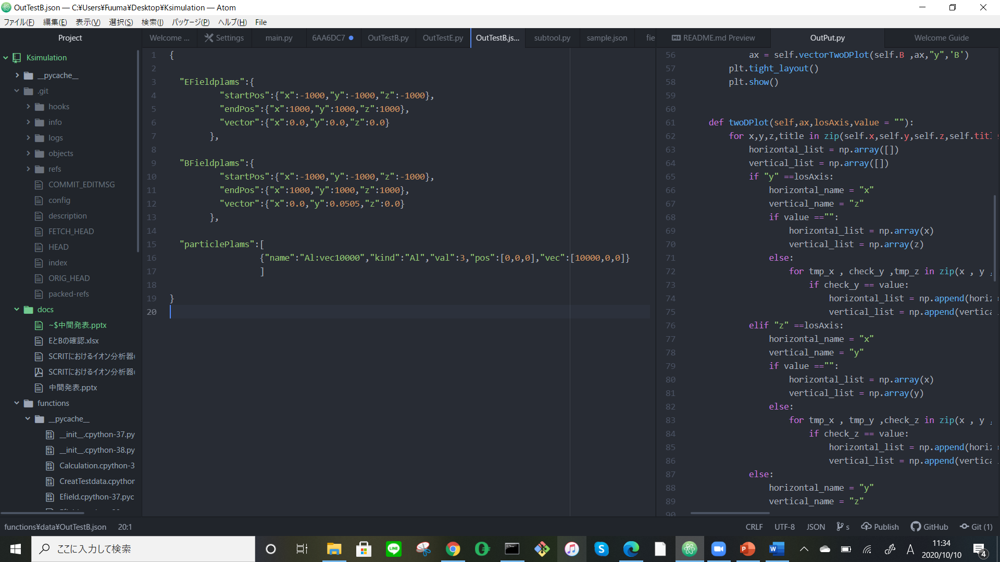 OutTestB.json — C:¥Users¥Fuuma¥Desktop¥Ksimulation — Atom
ファイル(F) 編集(E) 表示(V) 選択(S) 検索(I) パッケージ(P) ヘルプ(H) File
Project
Ksimulation
__pycache__
.git
hooks
info
logs
objects
refs
COMMIT_EDITMSG
config
description
FETCH_HEAD
HEAD
index
ORIG_HEAD
packed-refs
docs
~$中間発表.pptx
EとBの確認.xlsx
SCRITにおけるイオン分析器(
SCRITにおけるイオン分析器(
中間発表.pptx
functions
__pycache__
__init__.cpython-37.py
__init__.cpython-38.py
Calculation.cpython-3
CreatTestdata.cpython
Efield.cpython-37.pyc
Welcome ... Settings main.py 6AA6DC7 OutTestB.py OutTestE.py OutTestB.js... subtool.py sample.json fie
1 {
2
3 "EFieldplams":{
4 "startPos":{"x":-1000,"y":-1000,"z":-1000},
5 "endPos":{"x":1000,"y":1000,"z":1000},
6 "vector":{"x":0.0,"y":0.0,"z":0.0}
7 },
8
9 "BFieldplams":{
10 "startPos":{"x":-1000,"y":-1000,"z":-1000},
11 "endPos":{"x":1000,"y":1000,"z":1000},
12 "vector":{"x":0.0,"y":0.0505,"z":0.0}
13 },
14
15 "particlePlams":[
16 {"name":"Al:vec10000","kind":"Al","val":3,"pos":[0,0,0],"vec":[10000,0,0]}
17 ]
18
19 }
20
README.md Preview OutPut.py Welcome Guide
56 ax = self.vectorTwoDPlot(self.B ,ax,"y",'B')
57 plt.tight_layout()
58 plt.show()
59
60
61 def twoDPlot(self,ax,losAxis,value = ""):
62 for x,y,z,title in zip(self.x,self.y,self.z,self.titl
63 horizontal_list = np.array([])
64 vertical_list = np.array([])
65 if "y" ==losAxis:
66 horizontal_name = "x"
67 vertical_name = "z"
68 if value =="":
69 horizontal_list = np.array(x)
70 vertical_list = np.array(z)
71 else:
72 for tmp_x , check_y ,tmp_z in zip(x , y ,
73 if check_y == value:
74 horizontal_list = np.append(horiz
75 vertical_list = np.append(vertica
76 elif "z" ==losAxis:
77 horizontal_name = "x"
78 vertical_name = "y"
79 if value =="":
80 horizontal_list = np.array(x)
81 vertical_list = np.array(y)
82 else:
83 for tmp_x , tmp_y ,check_z in zip(x , y ,
84 if check_z == value:
85 horizontal_list = np.append(horiz
86 vertical_list = np.append(vertica
87 else:
88 horizontal_name = "y"
89 vertical_name = "z"
90
functions¥data¥OutTestB.json 20:1 CRLF UTF-8 JSON s Publish GitHub Git (1)
ここに入力して検索
LINE
A
11:34
2020/10/10
4